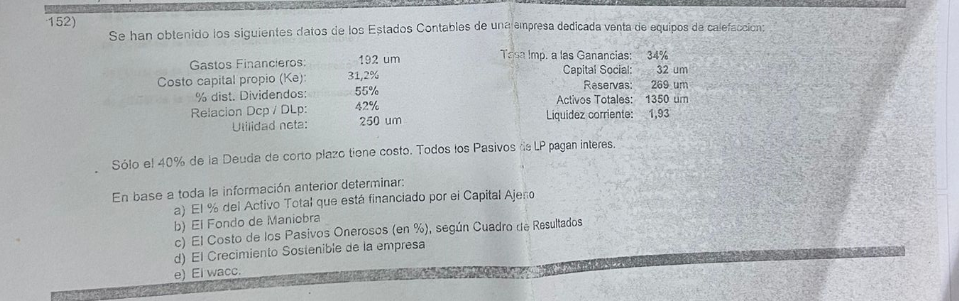 152)
Se han obtenido los siguientes datos de los Estados Contables de una empresa dedicada venta de equipos de calefaccion:
Gastos Financieros: 192 um
Costo capital propio (Ke): 31,2%
% dist. Dividendos: 55%
Relacion Dcp / DLp: 42%
Utilidad neta: 250 um
Tasa Imp. a las Ganancias: 34%
Capital Social: 32 um
Reservas: 269 um
Activos Totales: 1350 um
Liquidez corriente: 1,93
Sólo el 40% de la Deuda de corto plazo tiene costo. Todos los Pasivos de LP pagan interes.
En base a toda la información anterior determinar:
a) El % del Activo Total que está financiado por el Capital Ajeno
b) El Fondo de Maniobra
c) El Costo de los Pasivos Onerosos (en %), según Cuadro de Resultados
d) El Crecimiento Sostenible de la empresa
e) El wacc.